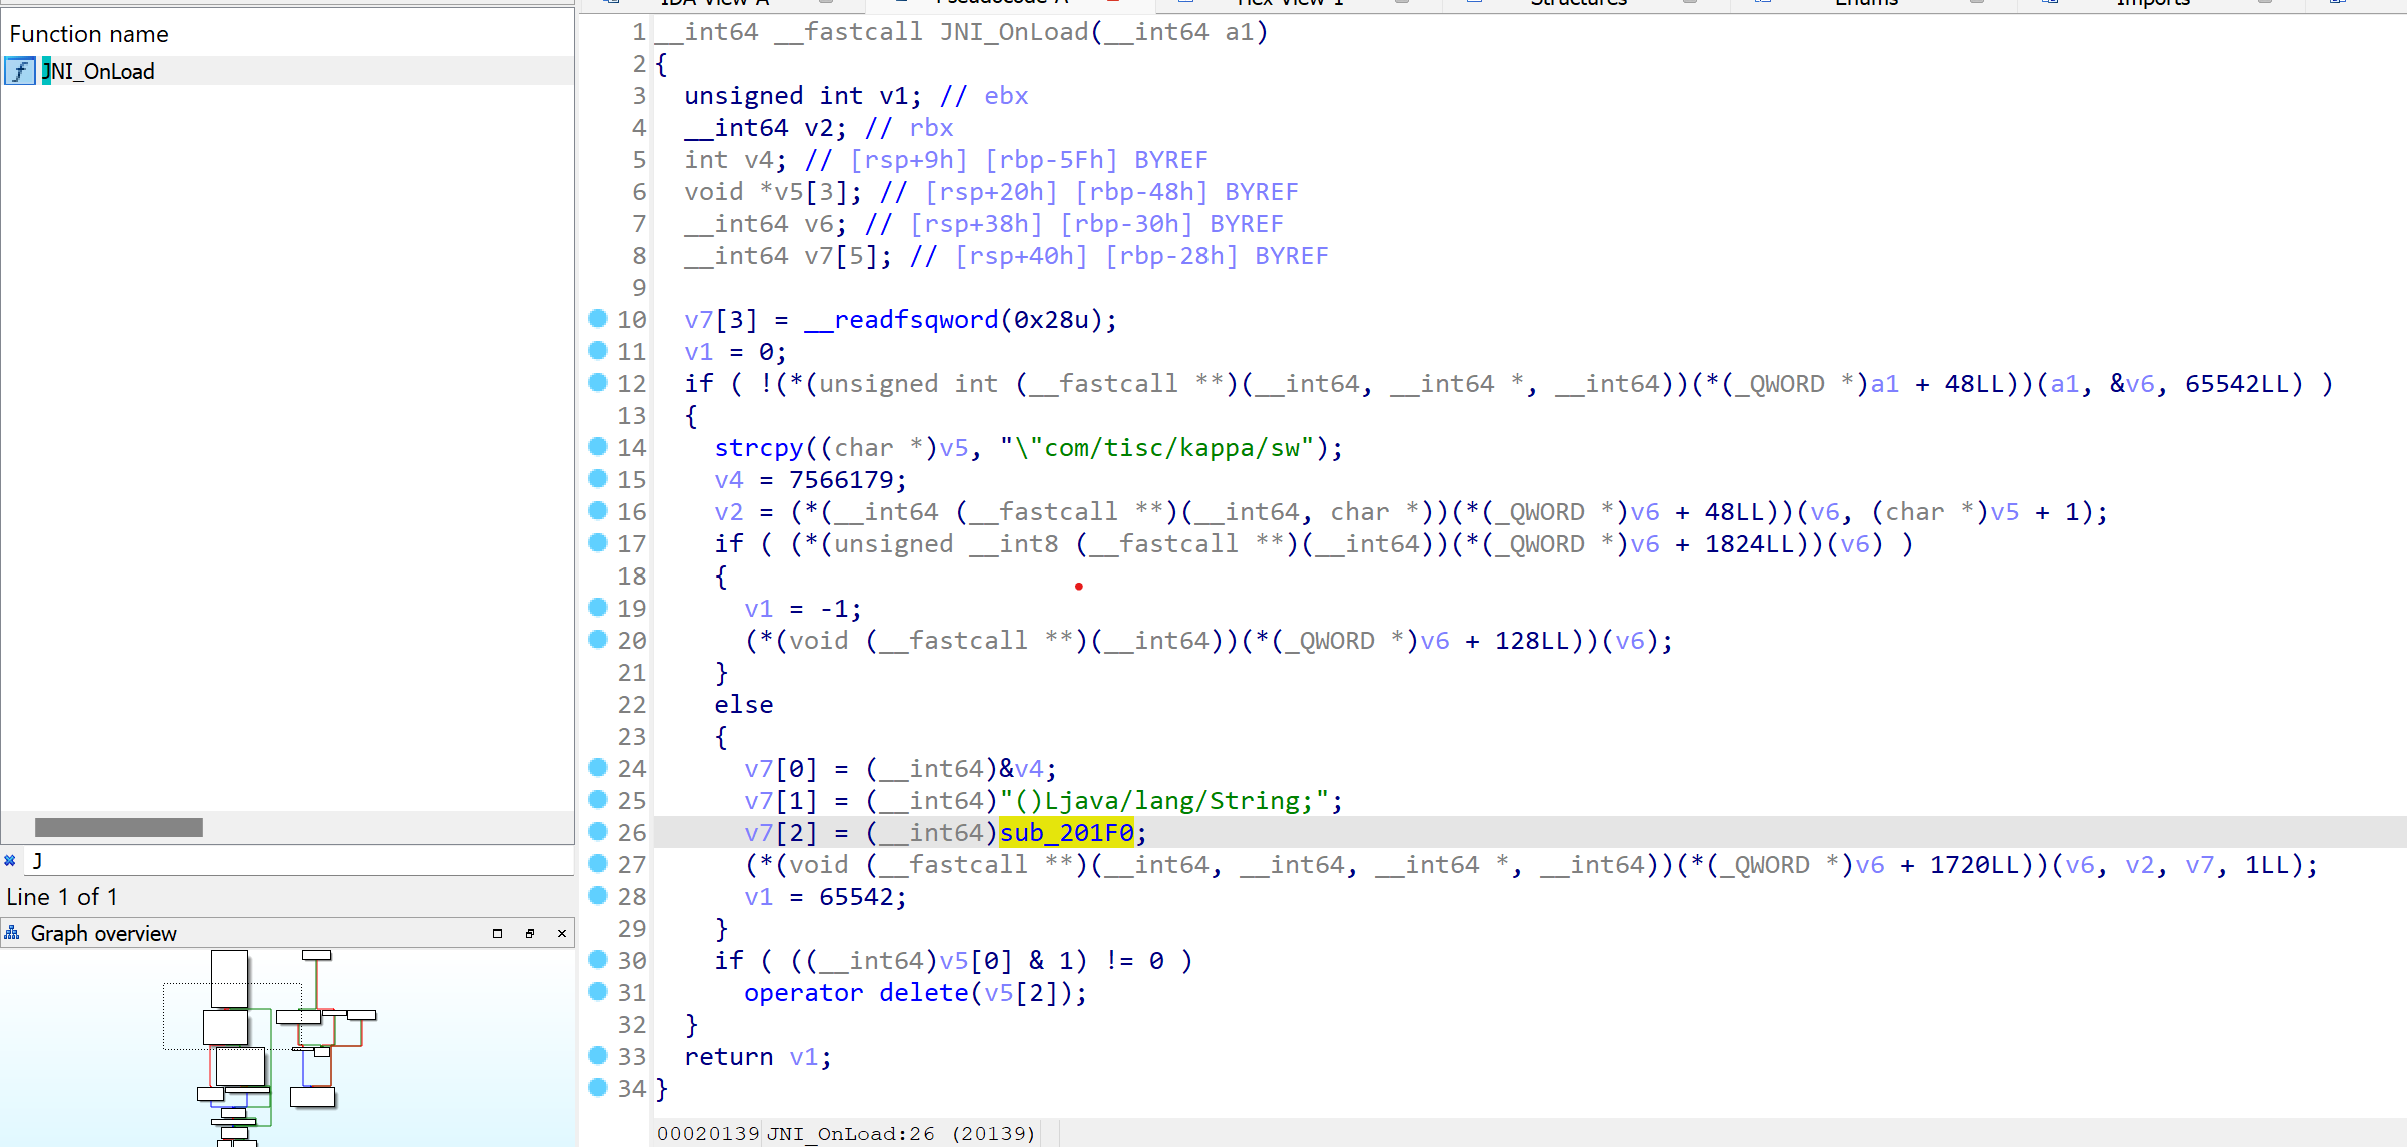 IDA View-A Pseudocode-A Hex View-1 Structures Enums Imports
Function name
f JNI_OnLoad
J
Line 1 of 1
Graph overview
1 __int64 __fastcall JNI_OnLoad(__int64 a1)
2 {
3 unsigned int v1; // ebx
4 __int64 v2; // rbx
5 int v4; // [rsp+9h] [rbp-5Fh] BYREF
6 void *v5[3]; // [rsp+20h] [rbp-48h] BYREF
7 __int64 v6; // [rsp+38h] [rbp-30h] BYREF
8 __int64 v7[5]; // [rsp+40h] [rbp-28h] BYREF
9
10 v7[3] = __readfsqword(0x28u);
11 v1 = 0;
12 if ( !(*(unsigned int (__fastcall **)(__int64, __int64 *, __int64))(*(_QWORD *)a1 + 48LL))(a1, &v6, 65542LL) )
13 {
14 strcpy((char *)v5, "\"com/tisc/kappa/sw");
15 v4 = 7566179;
16 v2 = (*(__int64 (__fastcall **)(__int64, char *))(*(_QWORD *)v6 + 48LL))(v6, (char *)v5 + 1);
17 if ( (*(unsigned __int8 (__fastcall **)(__int64))(*(_QWORD *)v6 + 1824LL))(v6) )
18 {
19 v1 = -1;
20 (*(void (__fastcall **)(__int64))(*(_QWORD *)v6 + 128LL))(v6);
21 }
22 else
23 {
24 v7[0] = (__int64)&v4;
25 v7[1] = (__int64)"()Ljava/lang/String;";
26 v7[2] = (__int64)sub_201F0;
27 (*(void (__fastcall **)(__int64, __int64, __int64 *, __int64))(*(_QWORD *)v6 + 1720LL))(v6, v2, v7, 1LL);
28 v1 = 65542;
29 }
30 if ( ((__int64)v5[0] & 1) != 0 )
31 operator delete(v5[2]);
32 }
33 return v1;
34 }
00020139 JNI_OnLoad:26 (20139)